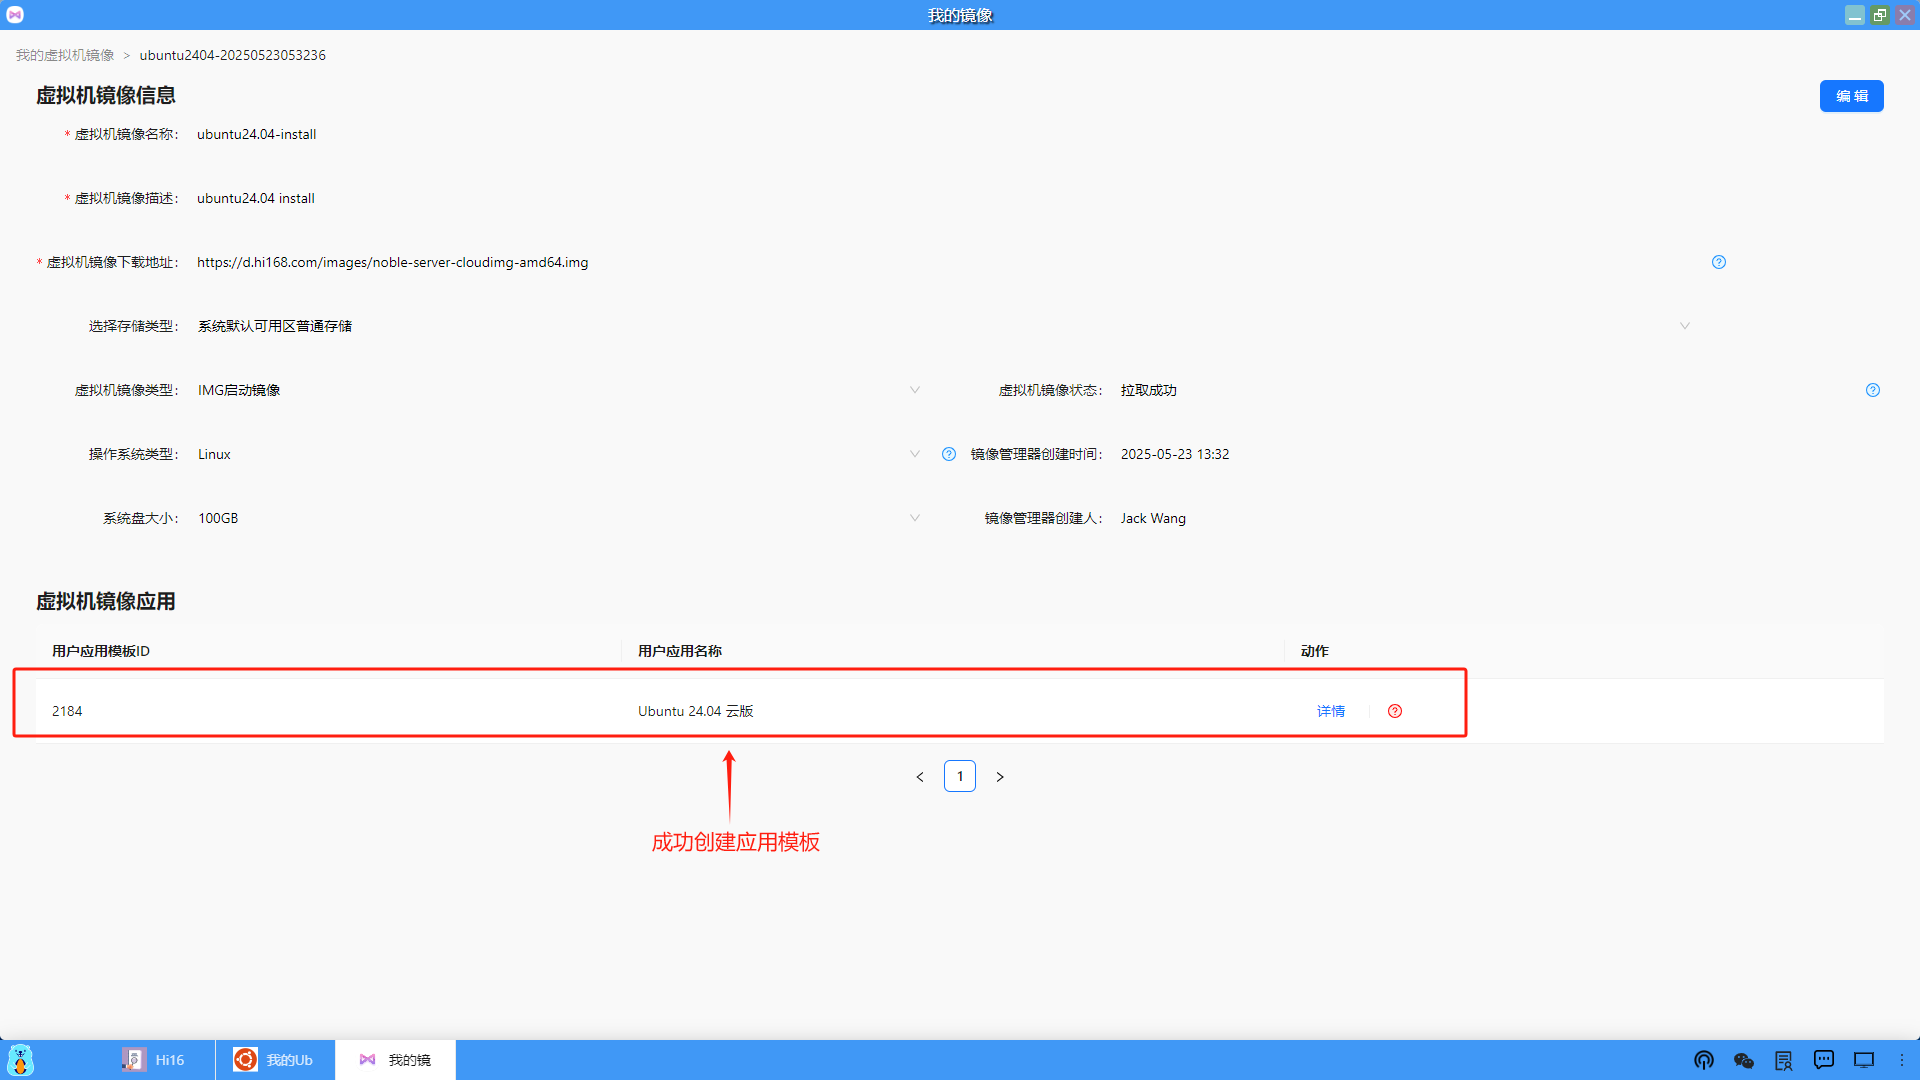 我的镜像
我的虚拟机镜像 > ubuntu2404-20250523053236
虚拟机镜像信息
编 辑
* 虚拟机镜像名称: ubuntu24.04-install
* 虚拟机镜像描述: ubuntu24.04 install
* 虚拟机镜像下载地址: https://d.hi168.com/images/noble-server-cloudimg-amd64.img
选择存储类型: 系统默认可用区普通存储
虚拟机镜像类型: IMG启动镜像 虚拟机镜像状态: 拉取成功
操作系统类型: Linux 镜像管理器创建时间: 2025-05-23 13:32
系统盘大小: 100GB 镜像管理器创建人: Jack Wang
虚拟机镜像应用
用户应用模板ID 用户应用名称 动作
2184 Ubuntu 24.04 云版 详情
< 1 >
成功创建应用模板
Hi16 我的Ub 我的镜